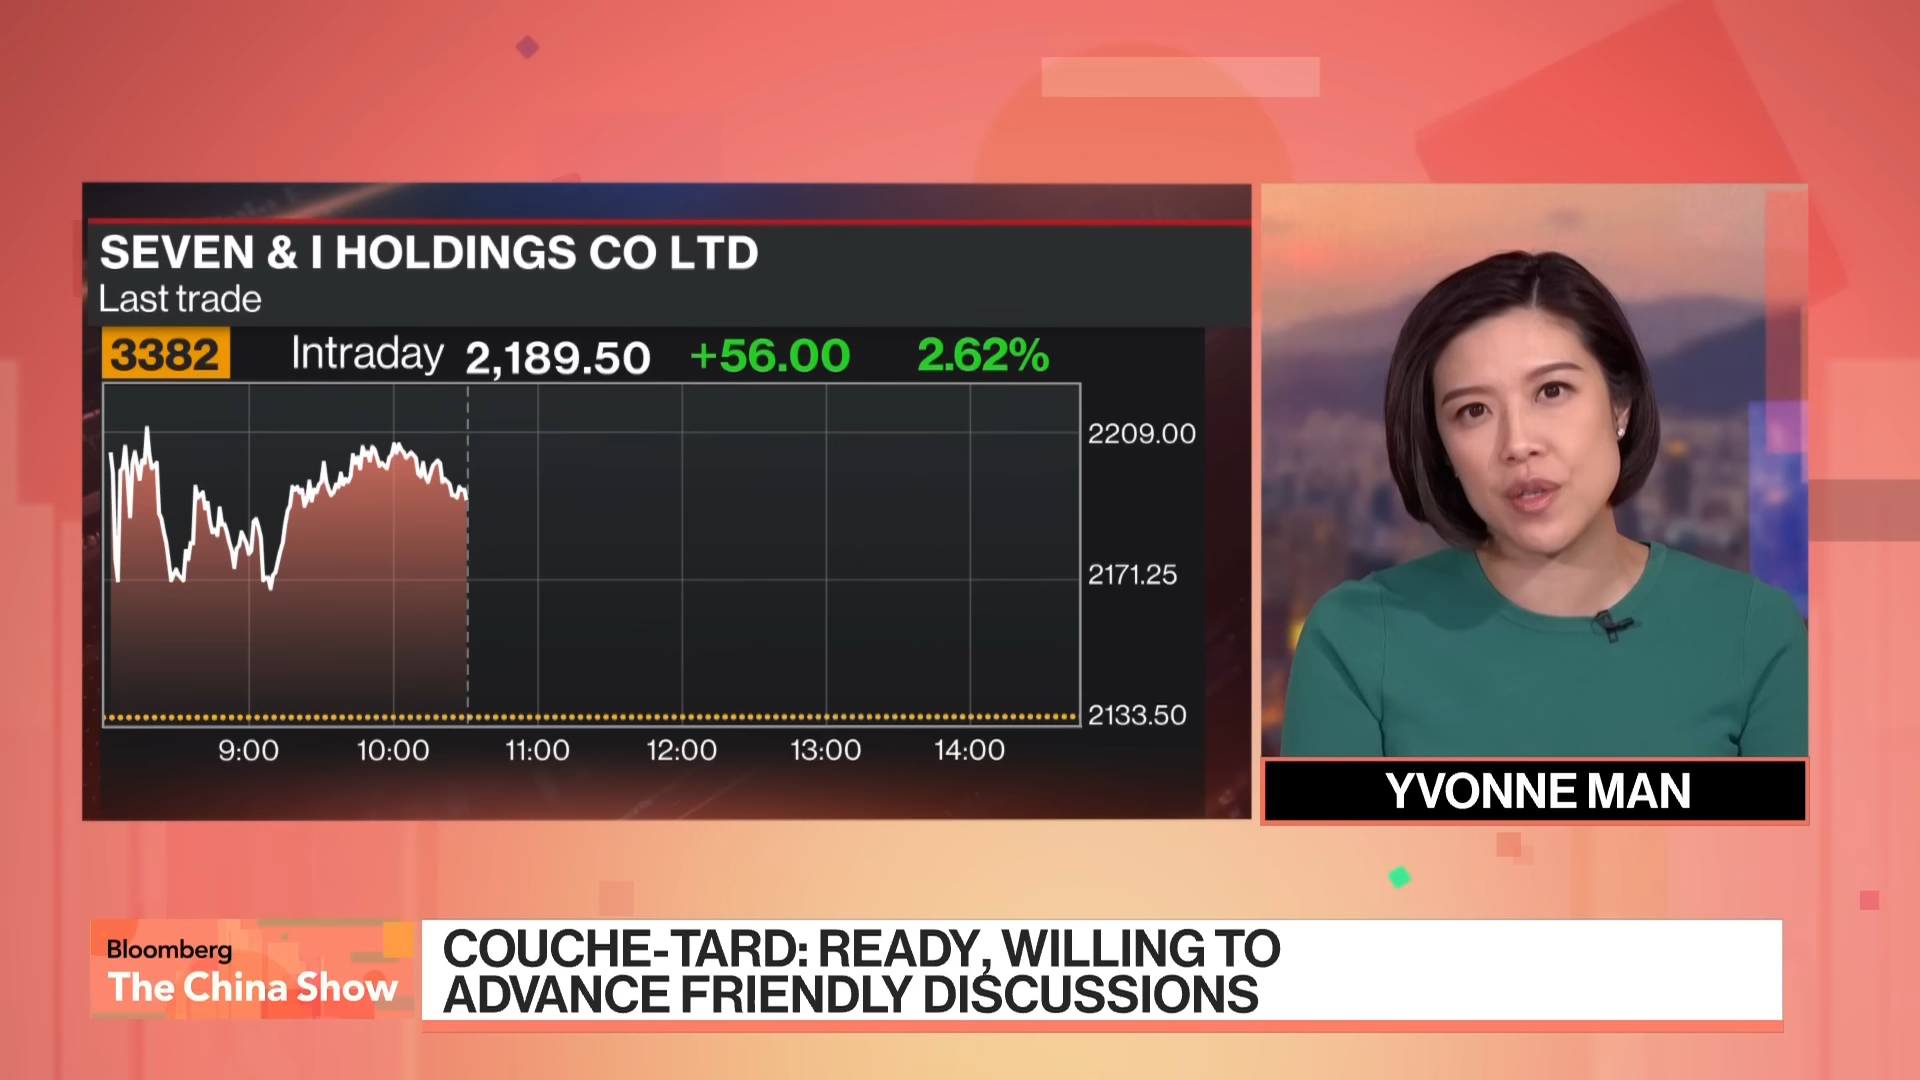 SEVEN & I HOLDINGS CO LTD
Last trade
3382 Intraday 2,189.50 +56.00 2.62%
2209.00
2171.25
2133.50
9:00 10:00 11:00 12:00 13:00 14:00
YVONNE MAN
Bloomberg
The China Show
COUCHE-TARD: READY, WILLING TO
ADVANCE FRIENDLY DISCUSSIONS